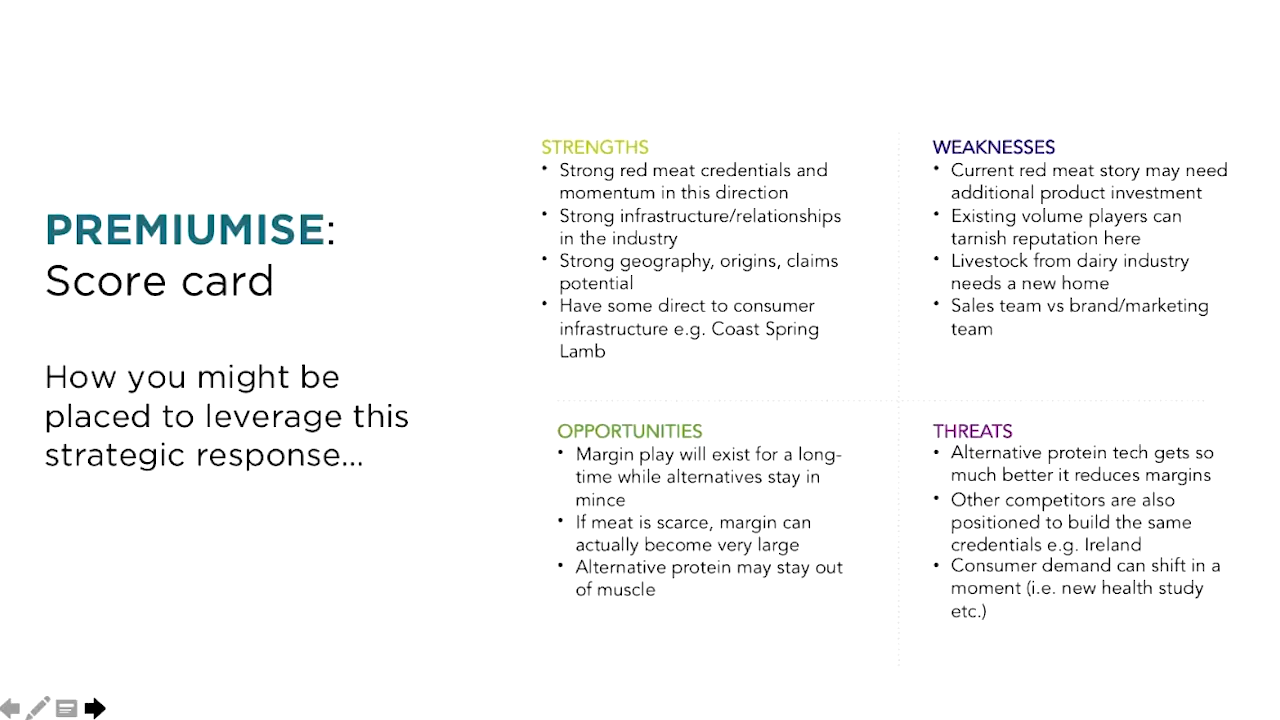 PREMIUMISE:
Score card
How you might be
placed to leverage this
strategic response...
STRENGTHS
• Strong red meat credentials and
momentum in this direction
• Strong infrastructure/relationships
in the industry
• Strong geography, origins, claims
potential
• Have some direct to consumer
infrastructure e.g. Coast Spring
Lamb
WEAKNESSES
• Current red meat story may need
additional product investment
• Existing volume players can
tarnish reputation here
• Livestock from dairy industry
needs a new home
• Sales team vs brand/marketing
team
OPPORTUNITIES
• Margin play will exist for a long-
time while alternatives stay in
mince
• If meat is scarce, margin can
actually become very large
• Alternative protein may stay out
of muscle
THREATS
• Alternative protein tech gets so
much better it reduces margins
• Other competitors are also
positioned to build the same
credentials e.g. Ireland
• Consumer demand can shift in a
moment (i.e. new health study
etc.)